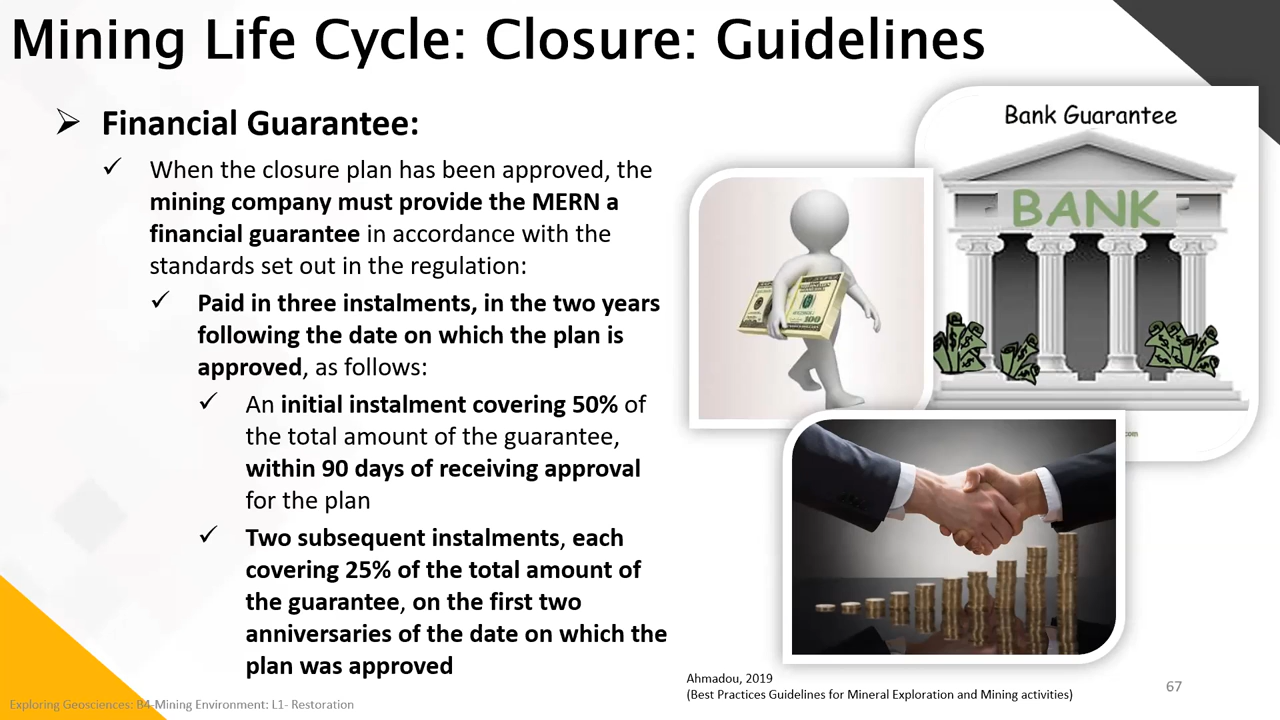 Mining Life Cycle: Closure: Guidelines
Financial Guarantee:
When the closure plan has been approved, the
mining company must provide the MERN a
financial guarantee in accordance with the
standards set out in the regulation:
Paid in three instalments, in the two years
following the date on which the plan is
approved, as follows:
An initial instalment covering 50% of
the total amount of the guarantee,
within 90 days of receiving approval
for the plan
Two subsequent instalments, each
covering 25% of the total amount of
the guarantee, on the first two
anniversaries of the date on which the
plan was approved
Bank Guarantee
BANK
100
Ahmadou, 2019
(Best Practices Guidelines for Mineral Exploration and Mining activities)
67
Exploring Geosciences: B4-Mining Environment: L1- Restoration